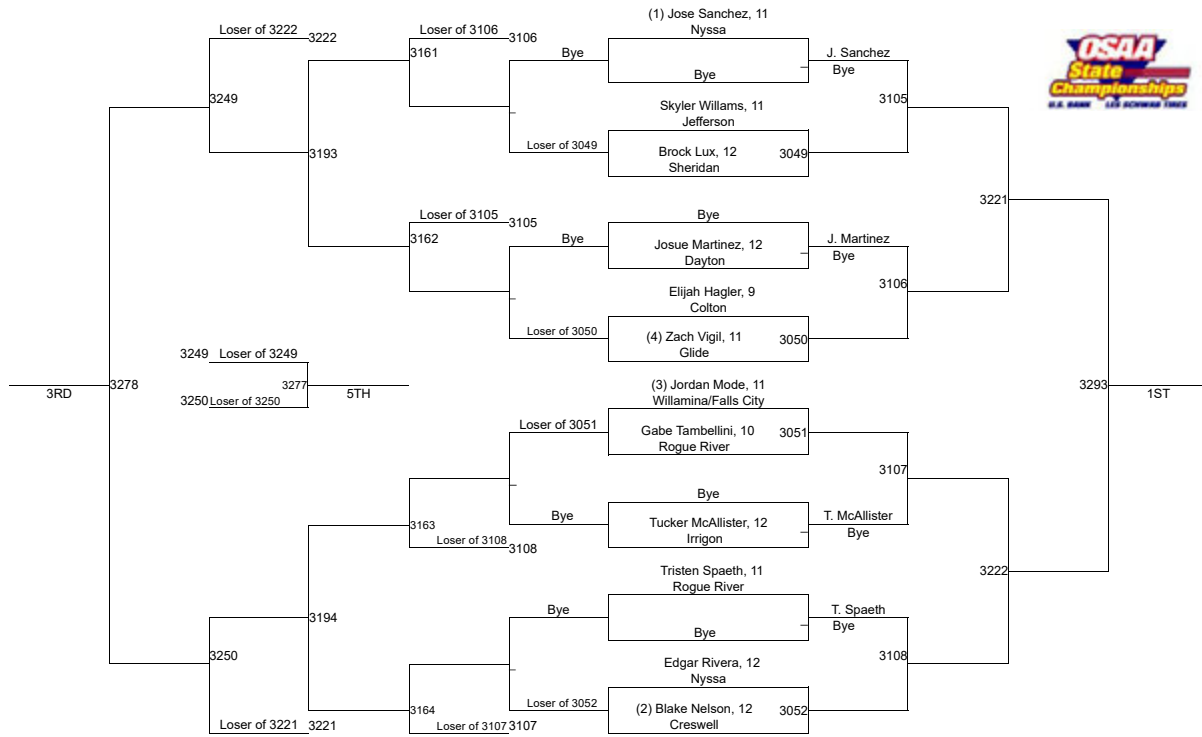 (1) Jose Sanchez, 11
Nyssa
Loser of 3222
3222
Loser of 3106
3106
3161
Bye
Bye
J. Sanchez
Bye
OSAA
State
Championships
U.S. BANK LES SCHWAB TIRES
3249
3105
Skyler Willams, 11
Jefferson
3193
Loser of 3049
Brock Lux, 12
Sheridan
3049
3221
Loser of 3105
3105
3162
Bye
Bye
Josue Martinez, 12
Dayton
J. Martinez
Bye
3106
Elijah Hagler, 9
Colton
Loser of 3050
(4) Zach Vigil, 11
Glide
3050
3249
Loser of 3249
3RD
3278
3277
5TH
3250
Loser of 3250
(3) Jordan Mode, 11
Willamina/Falls City
3293
1ST
Loser of 3051
Gabe Tambellini, 10
Rogue River
3051
3107
Bye
Bye
Tucker McAllister, 12
Irrigon
T. McAllister
Bye
3163
Loser of 3108
3108
3222
Tristen Spaeth, 11
Rogue River
3194
Bye
Bye
T. Spaeth
Bye
3250
3108
Edgar Rivera, 12
Nyssa
3164
Loser of 3052
(2) Blake Nelson, 12
Creswell
3052
Loser of 3221
3221
Loser of 3107
3107